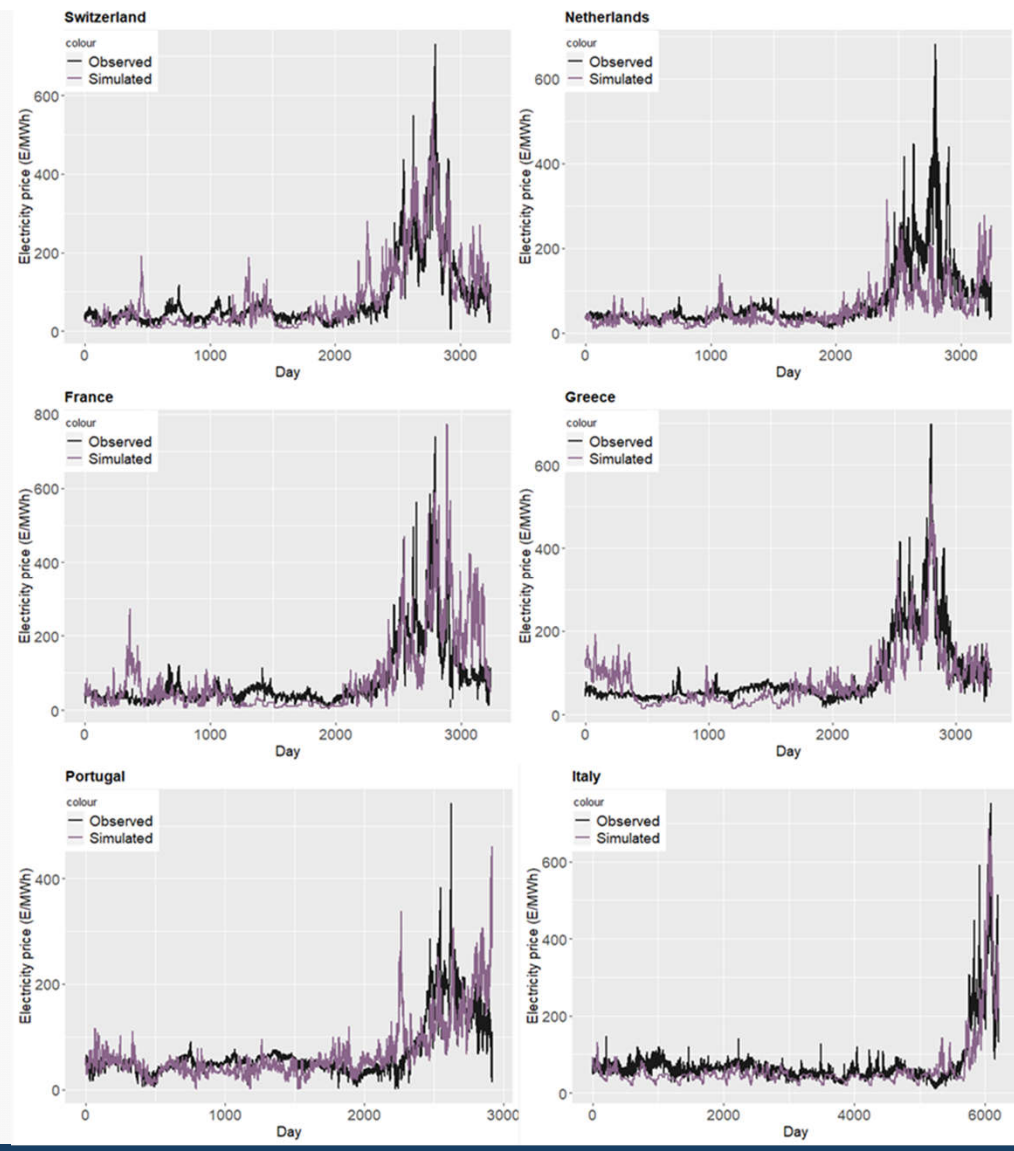 Switzerland
colour
Observed
Simulated
Electricity price (E/MWh)
600
400
200
0
0 1000 2000 3000
Day
Netherlands
colour
Observed
Simulated
Electricity price (E/MWh)
600
400
200
0
0 1000 2000 3000
Day
France
colour
Observed
Simulated
Electricity price (E/MWh)
800
600
400
200
0
0 1000 2000 3000
Day
Greece
colour
Observed
Simulated
Electricity price (E/MWh)
600
400
200
0
0 1000 2000 3000
Day
Portugal
colour
Observed
Simulated
Electricity price (E/MWh)
400
200
0
0 1000 2000 3000
Day
Italy
colour
Observed
Simulated
Electricity price (E/MWh)
600
400
200
0
0 2000 4000 6000
Day